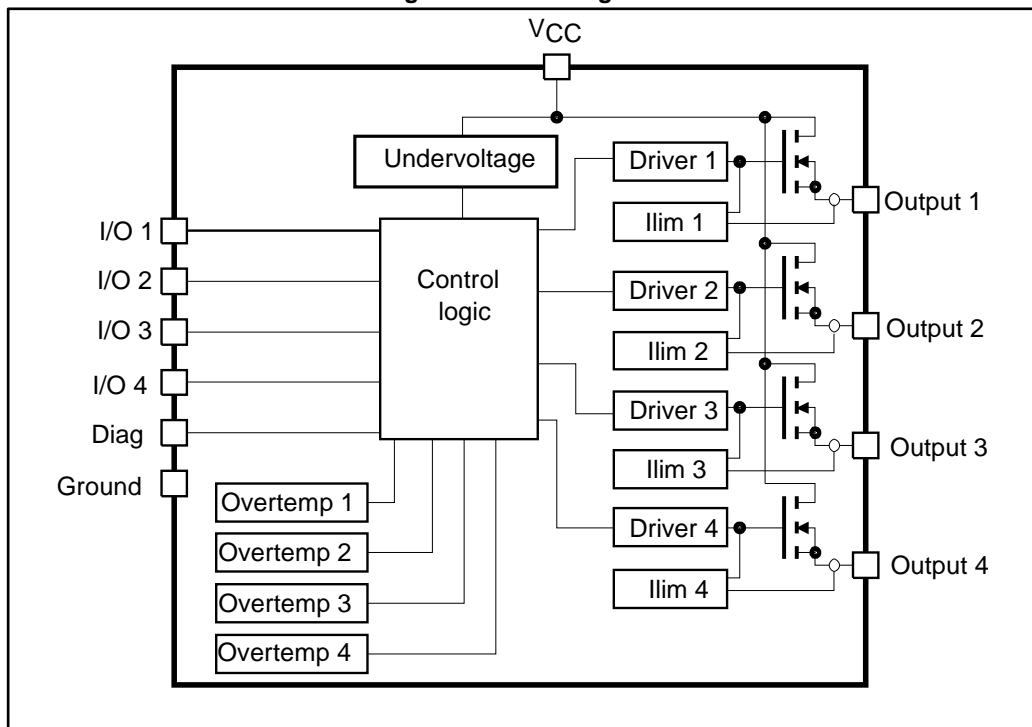 VCC
Undervoltage
Driver 1
Ilim 1
Output 1
I/O 1
I/O 2
I/O 3
I/O 4
Diag
Ground
Control
logic
Driver 2
Ilim 2
Output 2
Driver 3
Ilim 3
Output 3
Driver 4
Ilim 4
Output 4
Overtemp 1
Overtemp 2
Overtemp 3
Overtemp 4